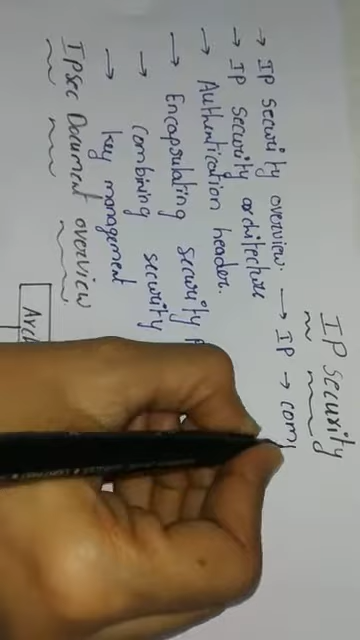 IP security
→ IP security overview. → IP → com
→ IP security architecture
→ Authentication header.
→ Encapsulating security
→ combining security
→ key management
IPsec Document overview